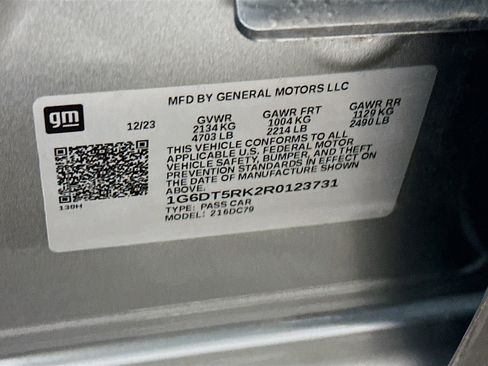 MFD BY GENERAL MOTORS LLC
gm
12/23 GVWR GAWR FRT GAWR RR
2134 KG 1004 KG 1129 KG
4703 LB 2214 LB 2490 LB
THIS VEHICLE CONFORMS TO ALL
APPLICABLE U.S. FEDERAL MOTOR
VEHICLE SAFETY, BUMPER, AND THEFT
PREVENTION STANDARDS IN EFFECT ON
THE DATE OF MANUFACTURE SHOWN
ABOVE.
1G6DT5RK2R0123731
TYPE: PASS CAR
MODEL: 216DC79
130H